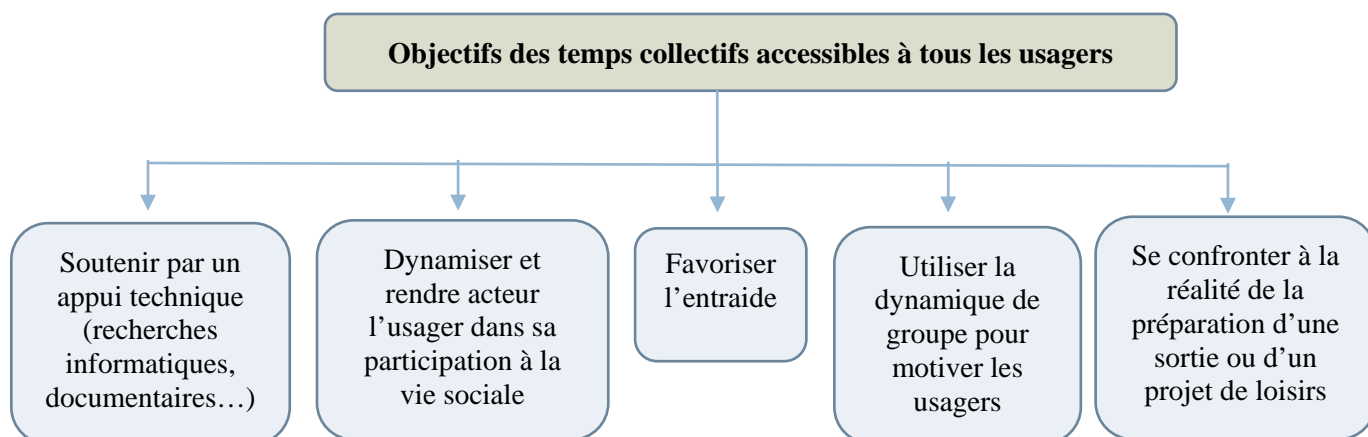 Objectifs des temps collectifs accessibles à tous les usagers
Soutenir par un
appui technique
(recherches
informatiques,
documentaires…)
Dynamiser et
rendre acteur
l’usager dans sa
participation à la
vie sociale
Favoriser
l’entraide
Utiliser la
dynamique de
groupe pour
motiver les
usagers
Se confronter à la
réalité de la
préparation d’une
sortie ou d’un
projet de loisirs